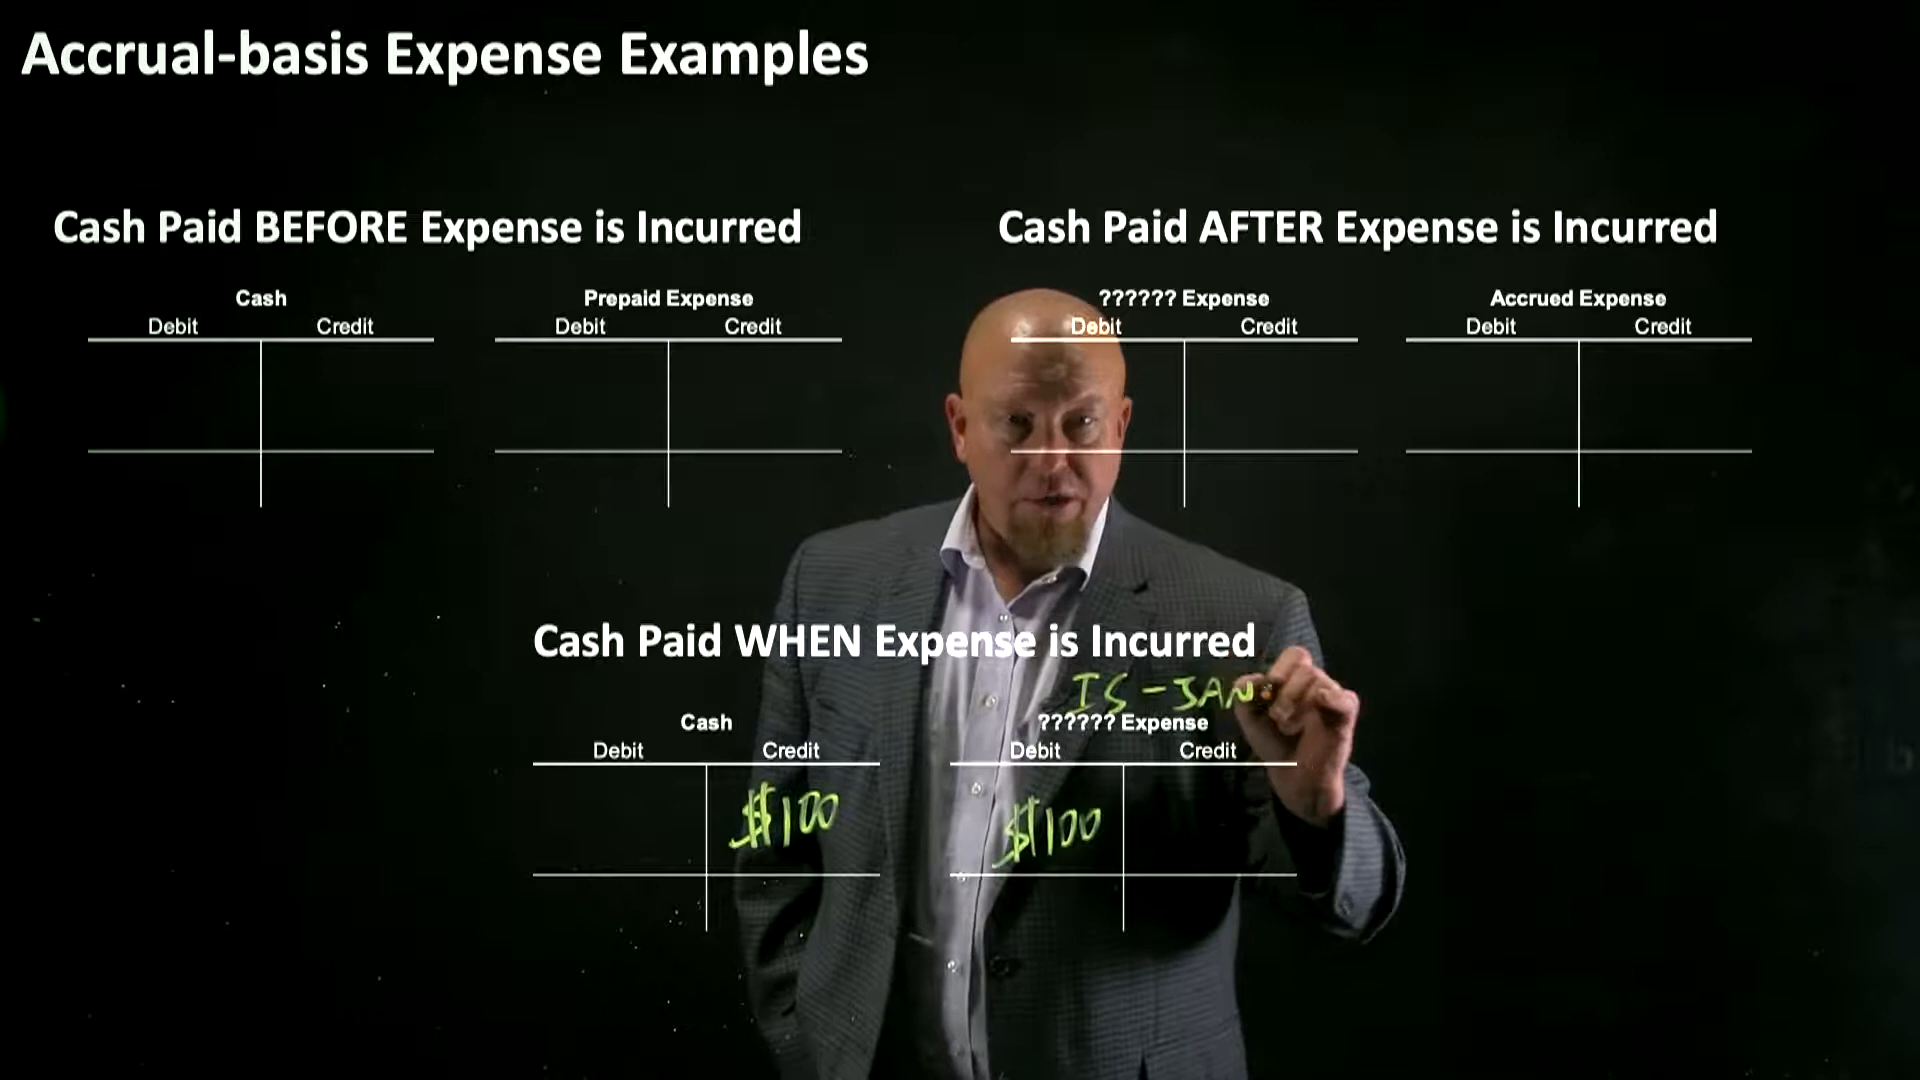 Accrual-basis Expense Examples
Cash Paid BEFORE Expense is Incurred
Cash Paid AFTER Expense is Incurred
Cash
Debit Credit
Prepaid Expense
Debit Credit
?????? Expense
Debit Credit
Accrued Expense
Debit Credit
Cash Paid WHEN Expense is Incurred
IS - JAN
Cash
Debit Credit
$100
?????? Expense
Debit Credit
$100